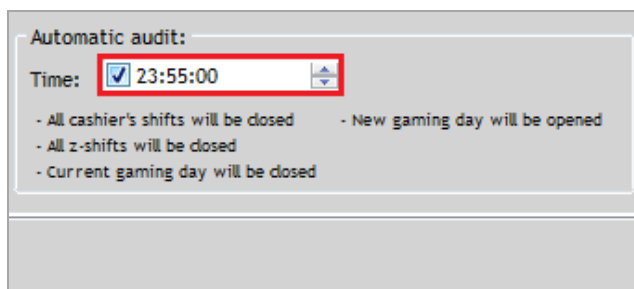 Automatic audit:
Time: 23:55:00
- All cashier's shifts will be closed - New gaming day will be opened
- All z-shifts will be closed
- Current gaming day will be closed